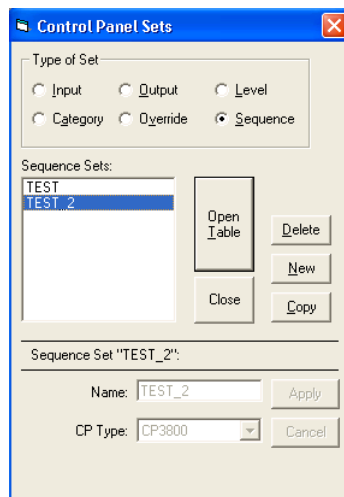 Control Panel Sets
Type of Set
Input Output Level
Category Override Sequence
Sequence Sets:
TEST
TEST_2
Open Table
Delete
New
Close
Copy
Sequence Set "TEST_2":
Name: TEST_2 Apply
CP Type: CP3800 Cancel